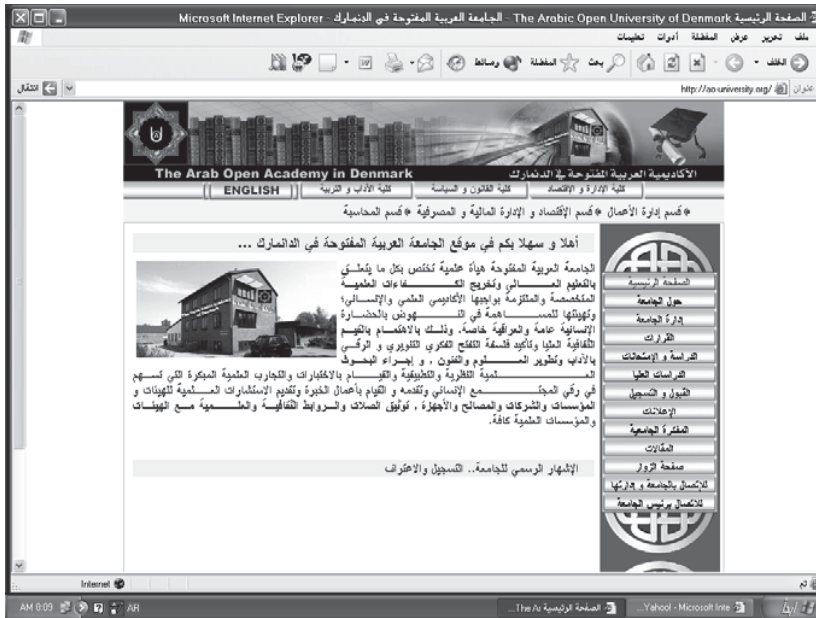 الصفحة الرئيسية The Arabic Open University of Denmark - الجامعة العربية المفتوحة في الدنمارك - Microsoft Internet Explorer
ملف تحرير عرض المفضلة أدوات تعليمات
الخلف بحث المفضلة وسائط
عنوان http://ao-university.org/ انتقال
The Arab Open Academy in Denmark الأكاديمية العربية المفتوحة في الدنمارك
كلية الإدارة و الإقتصاد كلية القانون و السياسة كلية الأداب و التربية ENGLISH
قسم إدارة الأعمال قسم الإقتصاد و الإدارة المالية و المصرفية قسم المحاسبة
أهلا و سهلا بكم في موقع الجامعة العربية المفتوحة في الدانمارك ...
الجامعة العربية المفتوحة هيأة علمية تختص بكل ما يتعلق
بالتعليم العالي وتخريج الكفاءات العلمية
المتخصصة والملتزمة بواجبها الأكاديمي العلمي والإنساني؛
وتهيئتها للمساهمة في النهوض بالحضارة
الإنسانية عامة والعراقية خاصة. وذلك بالاهتمام بالقيم
الثقافية العليا وتأكيد فلسفة التفتح الفكري التنويري و الرقي
بالآداب وتطوير العلوم والفنون , و إجراء البحوث
العلمية النظرية والتطبيقية والقيام بالاختبارات والتجارب العلمية المبكرة التي تسهم
في رقي المجتمع الإنساني وتقدمه و القيام بأعمال الخبرة وتقديم الاستشارات العلمية للهيئات و
المؤسسات والشركات والمصالح والأجهزة , توثيق الصلات والروابط الثقافية والعلمية مع الهيئات
والمؤسسات العلمية كافة.
الإشهار الرسمي للجامعة.. التسجيل والاعتراف
الصفحة الرئيسية
حول الجامعة
إدارة الجامعة
القرارات
الدراسة و الإمتحانات
الدراسات العليا
القبول و التسجيل
الإعلانات
المفكرة الجامعية
المقالات
صفحة الزوار
للإتصال بالجامعة و إدارتها
للاتصال برئيس الجامعة
تم Internet
ابدأ Yahoo! - Microsoft Inte... الصفحة الرئيسية The Ar... AR 8:09 AM